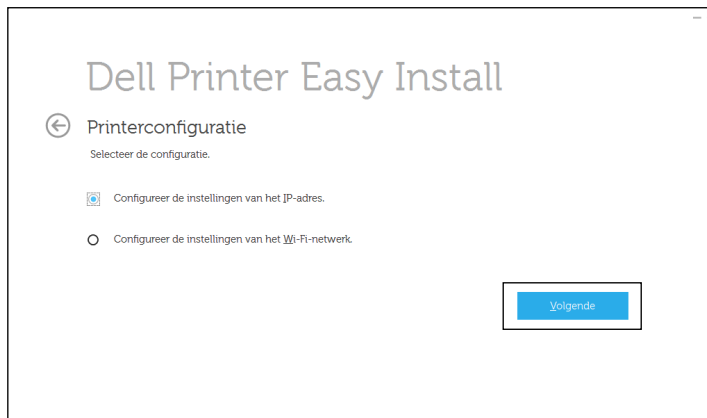 Dell Printer Easy Install
Printerconfiguratie
Selecteer de configuratie.
Configureer de instellingen van het IP-adres.
Configureer de instellingen van het Wi-Fi-netwerk.
Volgende